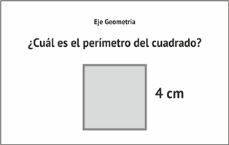 Eje Geometría
¿Cuál es el perímetro del cuadrado?
4 cm